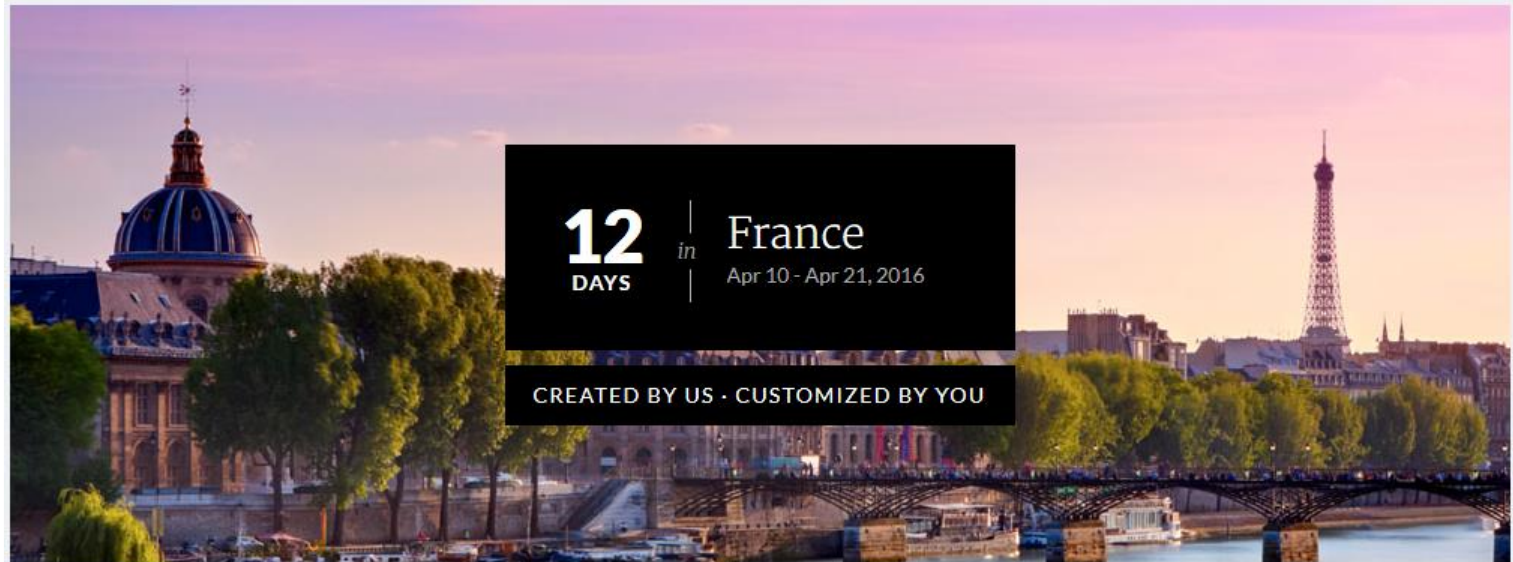 12
DAYS
in
France
Apr 10 - Apr 21, 2016
CREATED BY US · CUSTOMIZED BY YOU